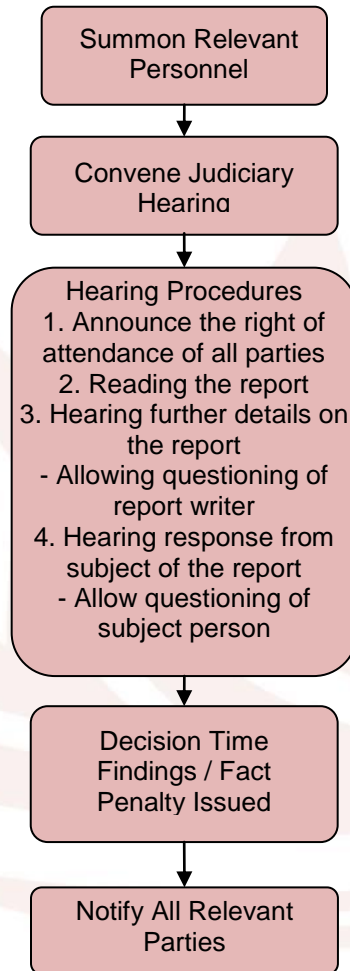 Summon Relevant
Personnel
Convene Judiciary
Hearing
Hearing Procedures
1. Announce the right of
attendance of all parties
2. Reading the report
3. Hearing further details on
the report
- Allowing questioning of
report writer
4. Hearing response from
subject of the report
- Allow questioning of
subject person
Decision Time
Findings / Fact
Penalty Issued
Notify All Relevant
Parties